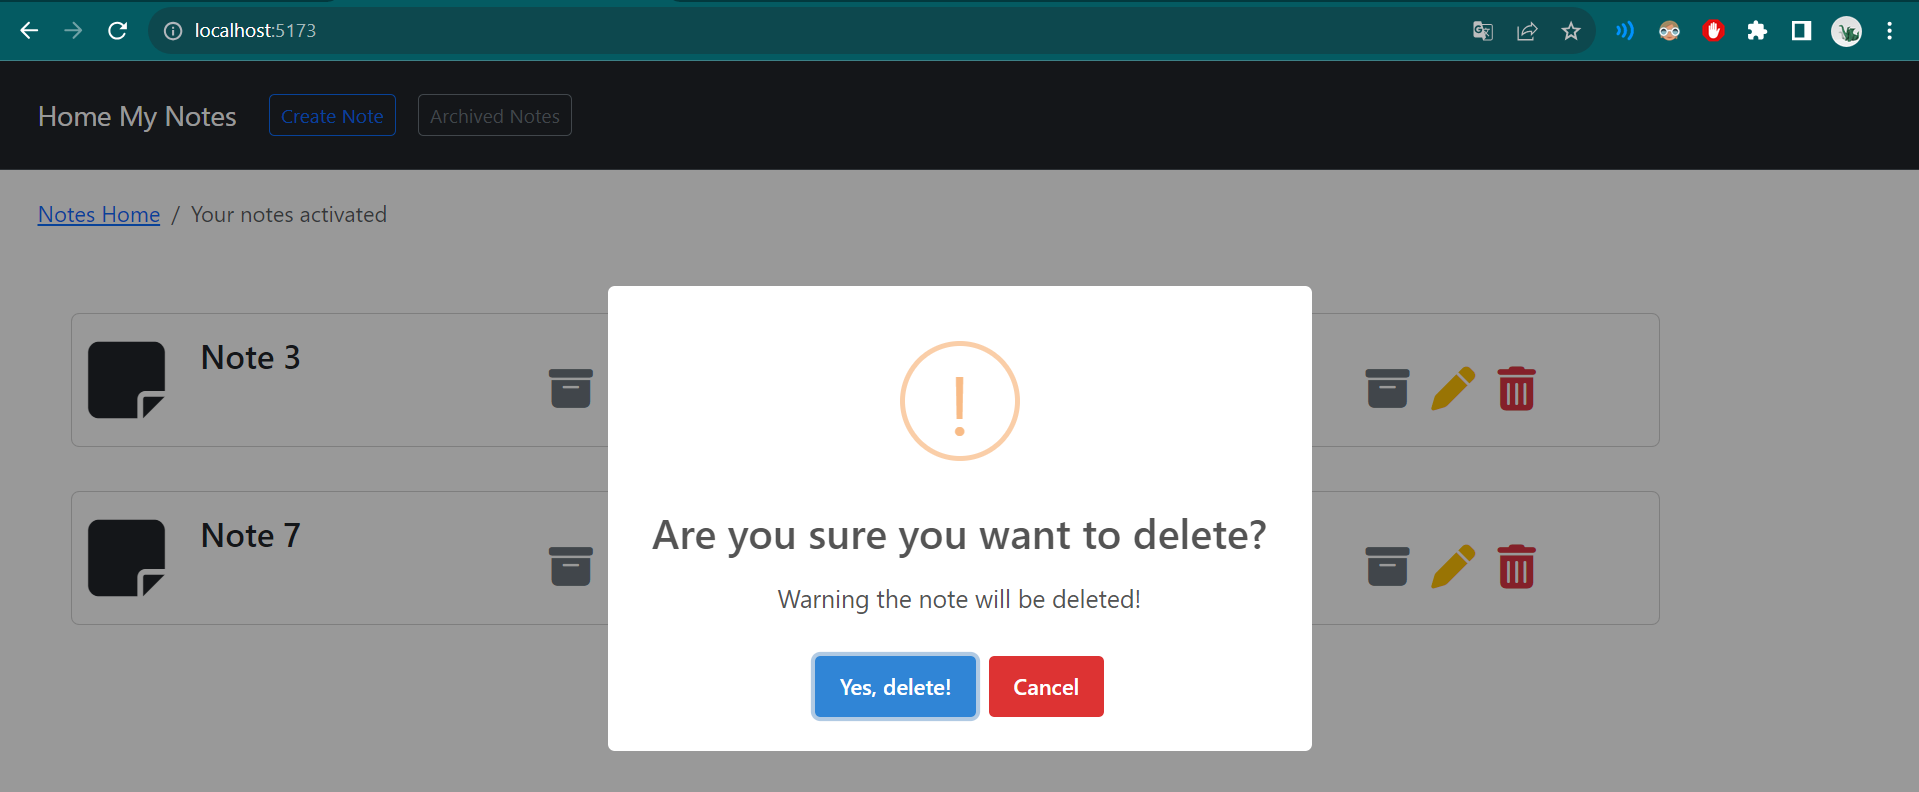 localhost:5173
Home My Notes Create Note Archived Notes
Notes Home / Your notes activated
Note 3
Note 7
!
Are you sure you want to delete?
Warning the note will be deleted!
Yes, delete! Cancel